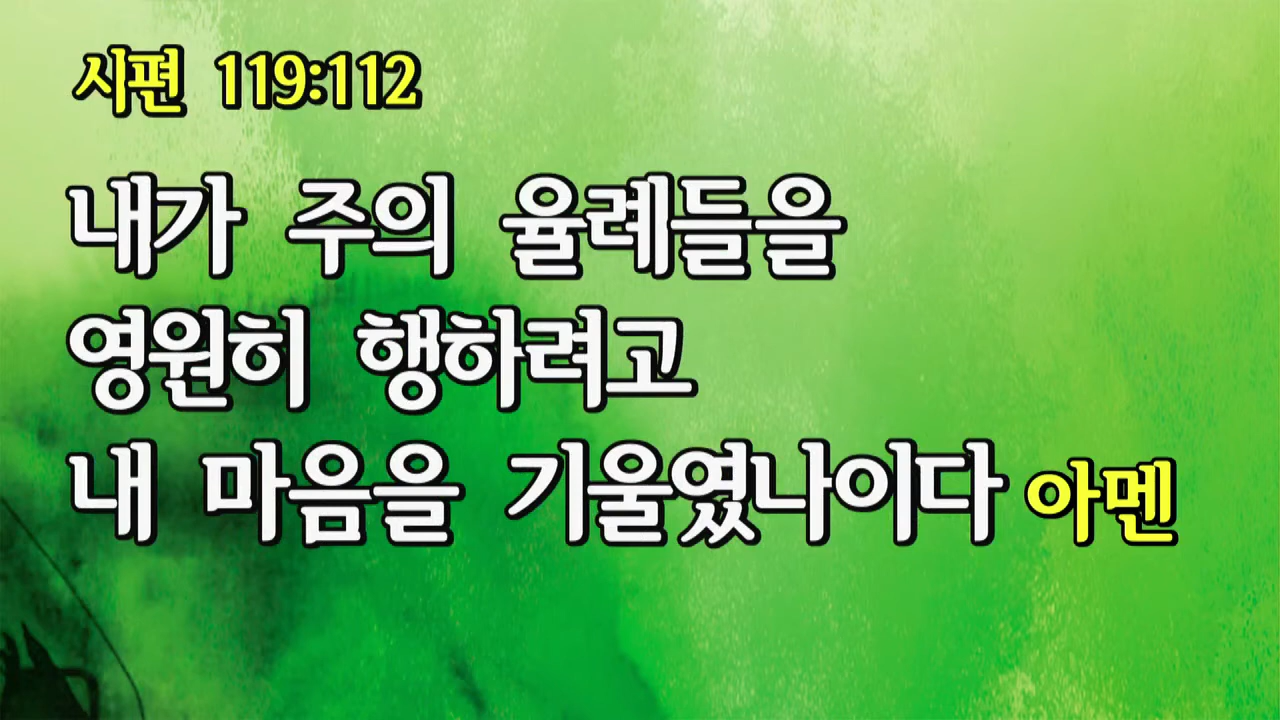 시편 119:112
내가 주의 율례들을
영원히 행하려고
내 마음을 기울였나이다 아멘